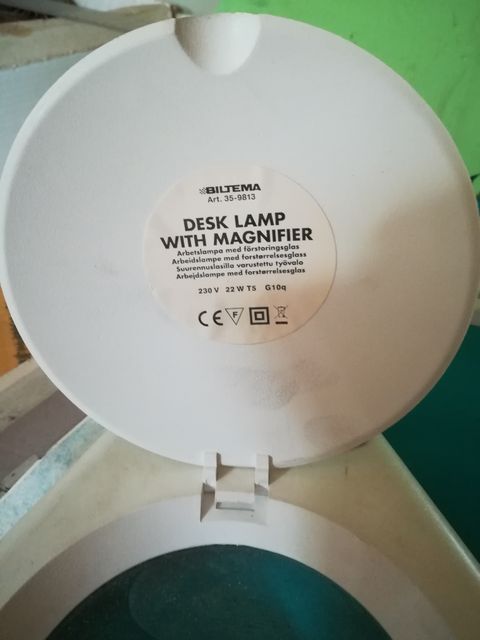 BILTEMA
Art. 35-9813
DESK LAMP
WITH MAGNIFIER
Arbetslampa med förstoringsglas
Arbeidslampe med forstørrelsesglass
Suurennuslasilla varustettu työvalo
Arbejdslampe med forstørrelsesglas
230 V 22 W T5 G10q
CE F